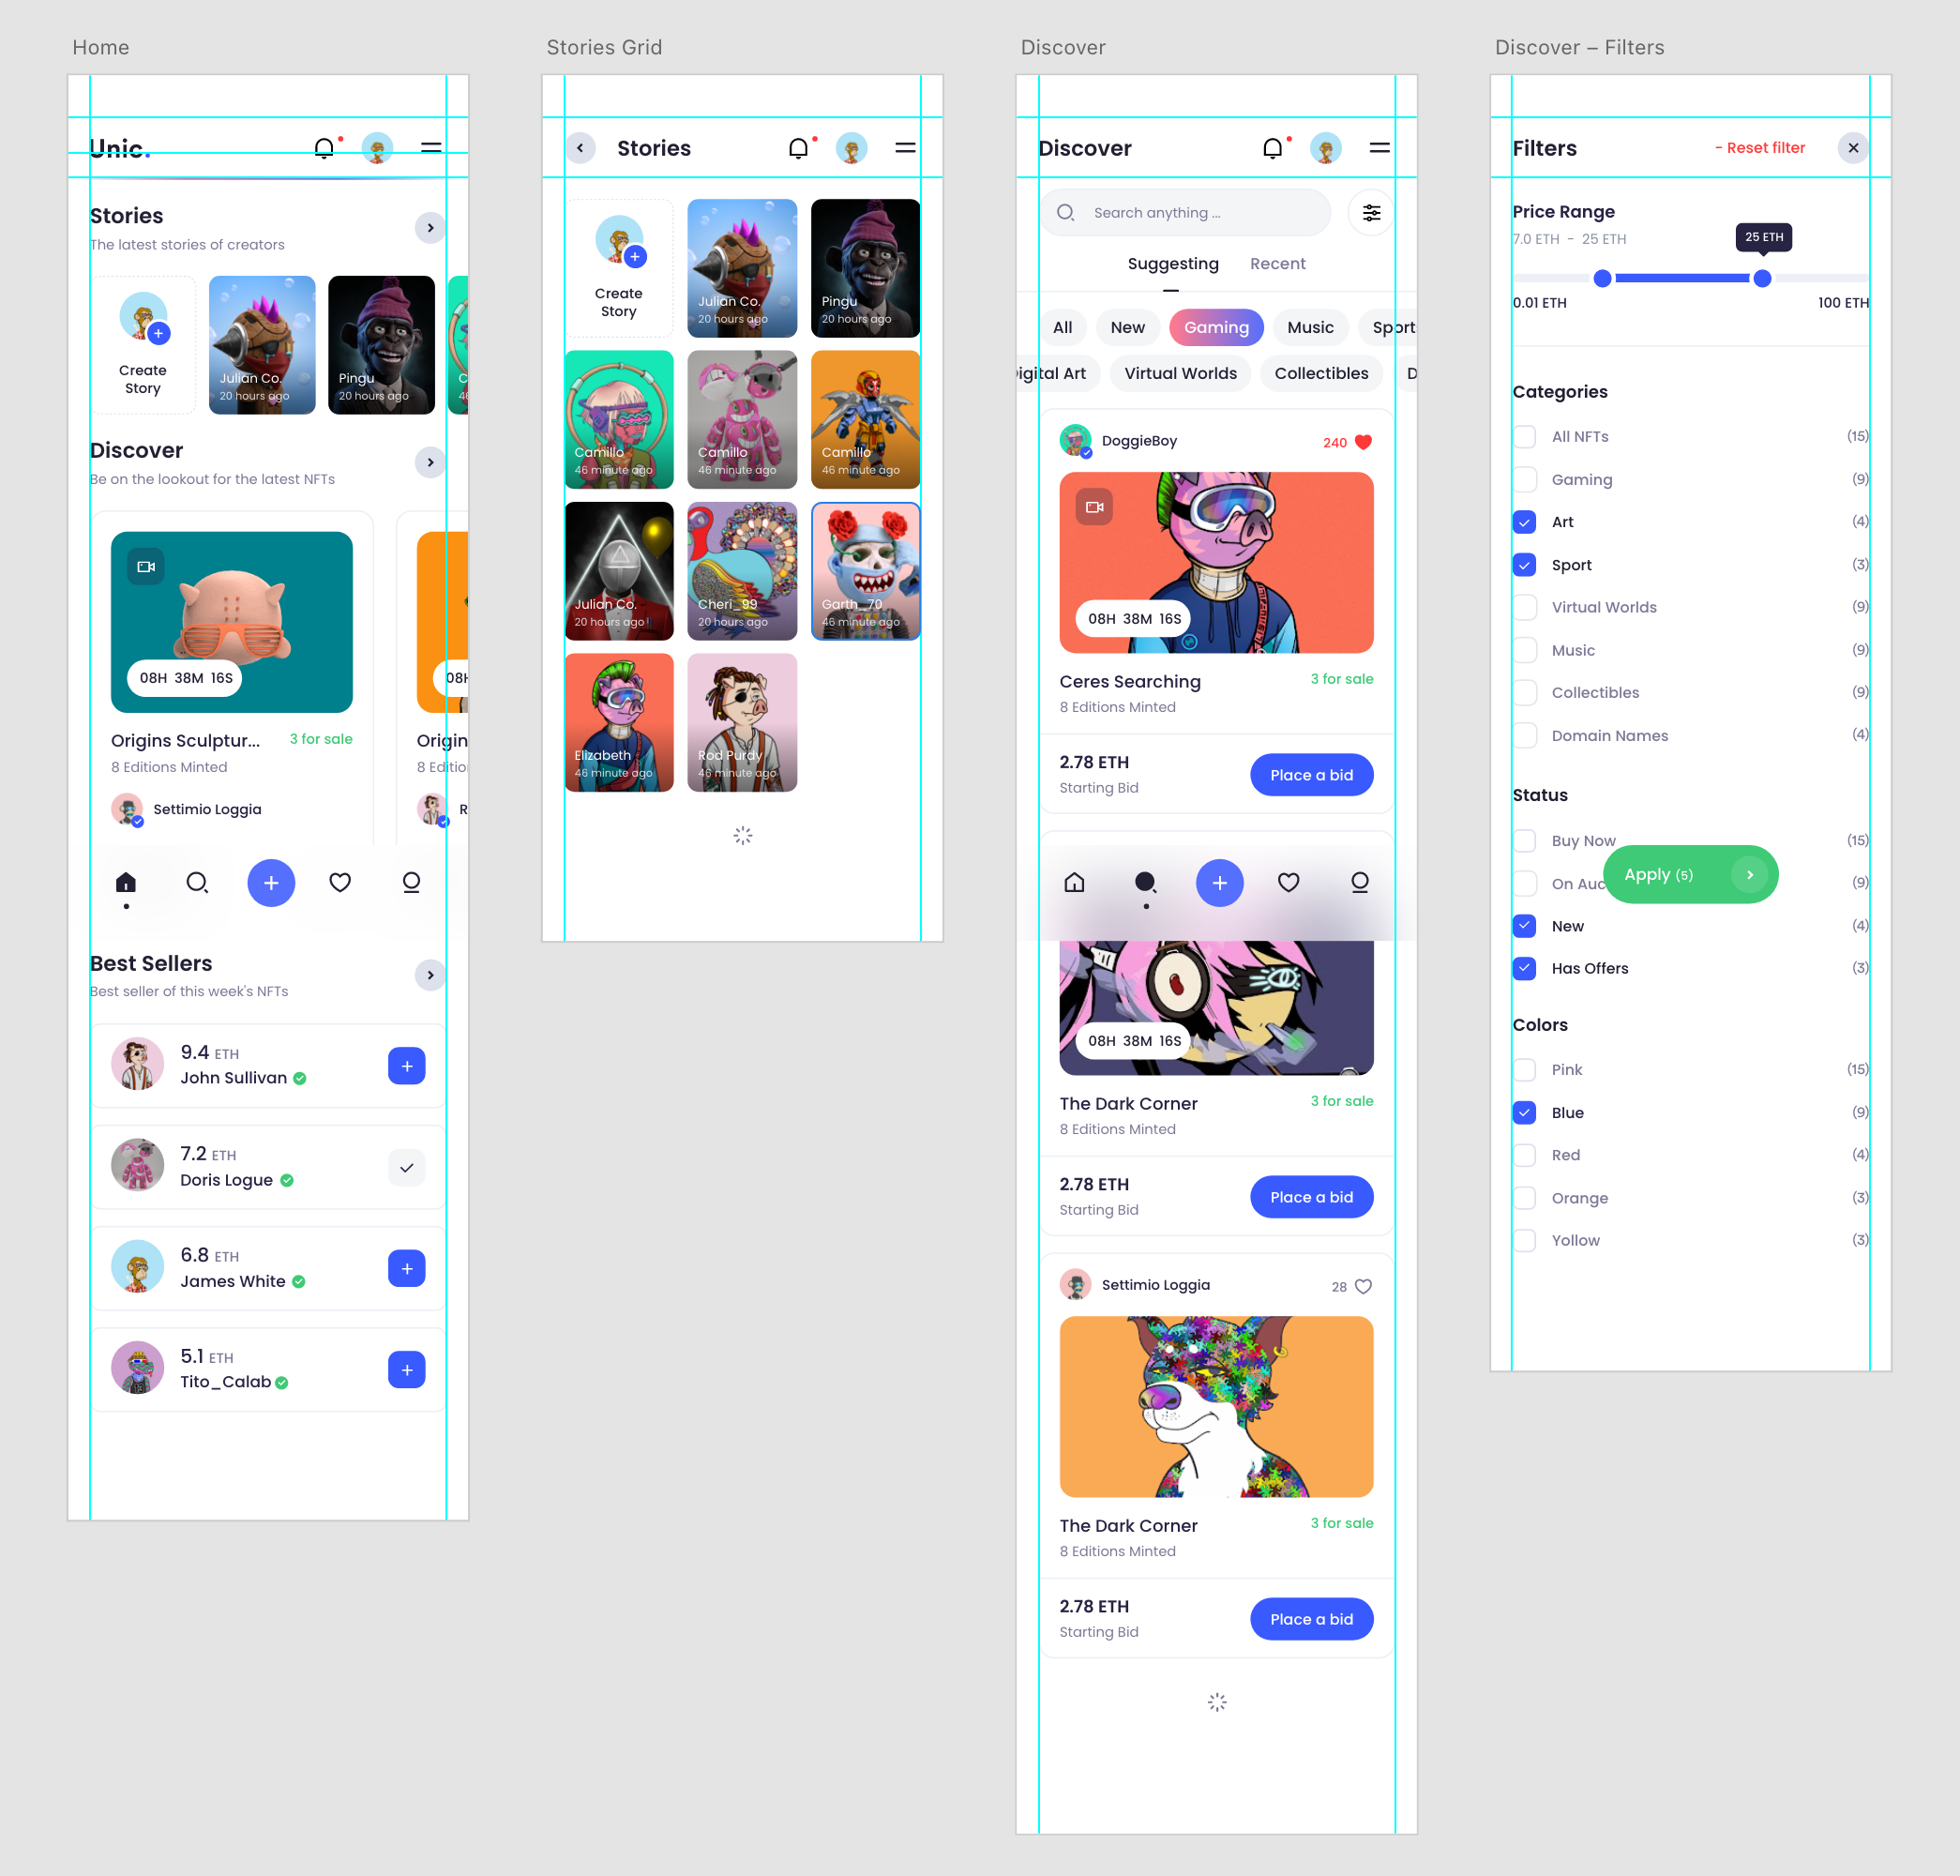 Home
Unic.
Stories
The latest stories of creators
Create
Story
Julian Co.
20 hours ago
Pingu
20 hours ago
C
46
Discover
Be on the lookout for the latest NFTs
08H 38M 16S
08H
Origins Sculptur...
3 for sale
8 Editions Minted
Settimio Loggia
Origin
8 Editio
R
Best Sellers
Best seller of this week's NFTs
9.4 ETH
John Sullivan
7.2 ETH
Doris Logue
6.8 ETH
James White
5.1 ETH
Tito_Calab
Stories Grid
Stories
Create
Story
Julian Co.
20 hours ago
Pingu
20 hours ago
Camillo
46 minute ago
Camillo
46 minute ago
Camillo
46 minute ago
Julian Co.
20 hours ago
Cheri_99
20 hours ago
Garth_70
46 minute ago
Elizabeth
46 minute ago
Rod Purdy
46 minute ago
Discover
Discover
Search anything ...
Suggesting
Recent
All
New
Gaming
Music
Sport
igital Art
Virtual Worlds
Collectibles
D
DoggieBoy
240
08H 38M 16S
Ceres Searching
3 for sale
8 Editions Minted
2.78 ETH
Starting Bid
Place a bid
08H 38M 16S
The Dark Corner
3 for sale
8 Editions Minted
2.78 ETH
Starting Bid
Place a bid
Settimio Loggia
28
The Dark Corner
3 for sale
8 Editions Minted
2.78 ETH
Starting Bid
Place a bid
Discover – Filters
Filters
- Reset filter
Price Range
7.0 ETH - 25 ETH
25 ETH
0.01 ETH
100 ETH
Categories
All NFTs (15)
Gaming (9)
Art (4)
Sport (3)
Virtual Worlds (9)
Music (9)
Collectibles (9)
Domain Names (4)
Status
Buy Now (15)
On Auc (9)
Apply (5)
New (4)
Has Offers (3)
Colors
Pink (15)
Blue (9)
Red (4)
Orange (3)
Yollow (3)